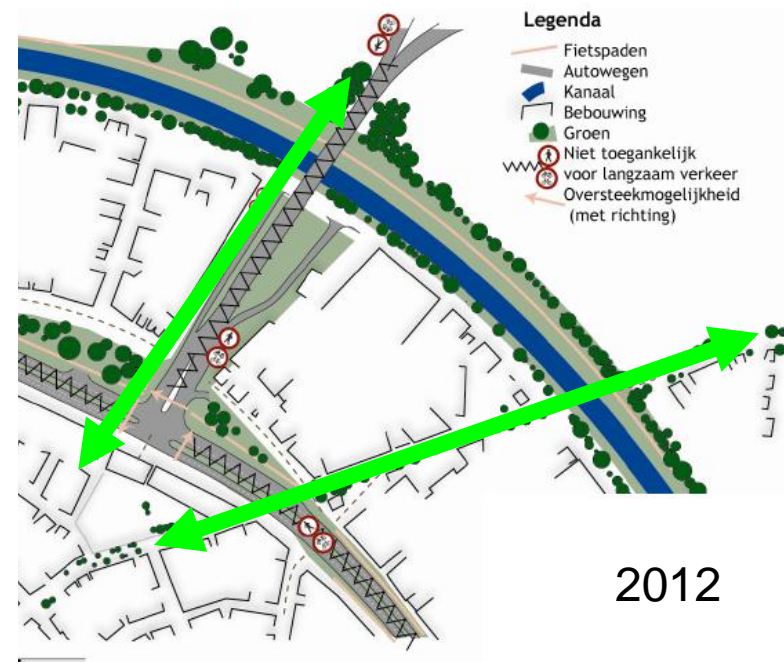 Legenda
Fietspaden
Autowegen
Kanaal
Bebouwing
Groen
Niet toegankelijk
voor langzaam verkeer
Oversteekmogelijkheid
(met richting)
2012